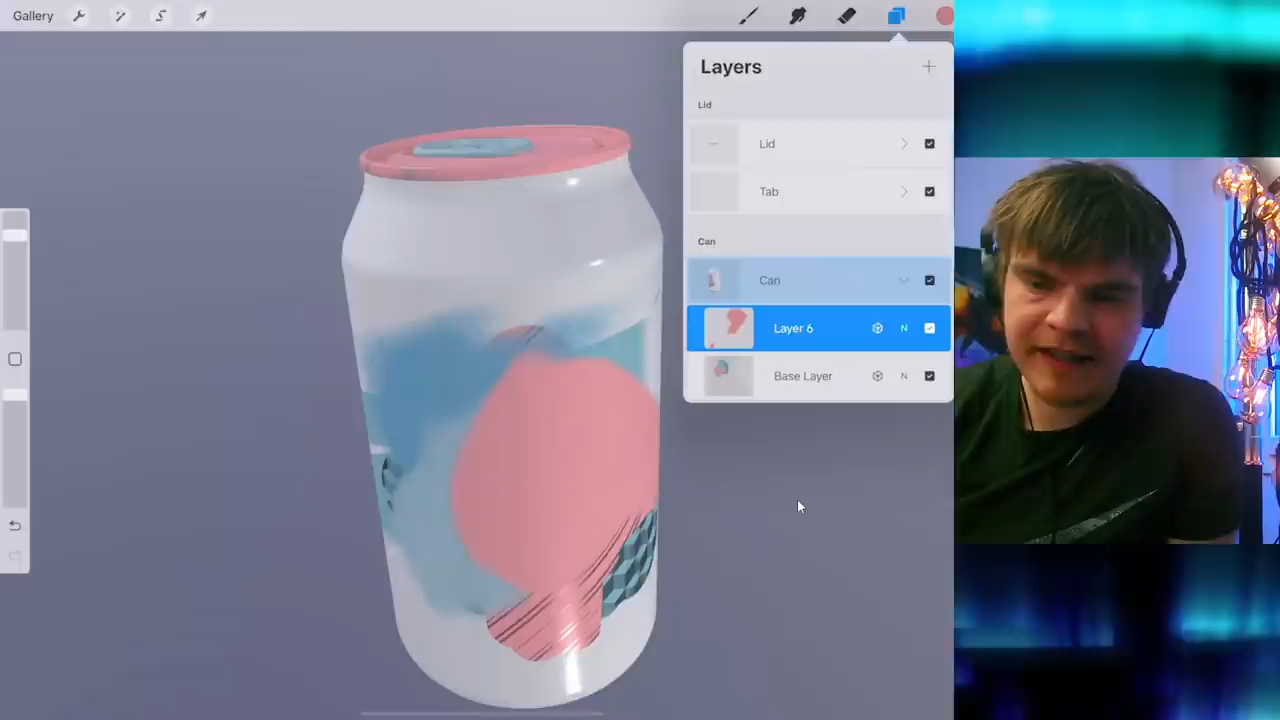 Gallery
Layers
Lid
Lid
Tab
Can
Can
Layer 6 N
Base Layer N